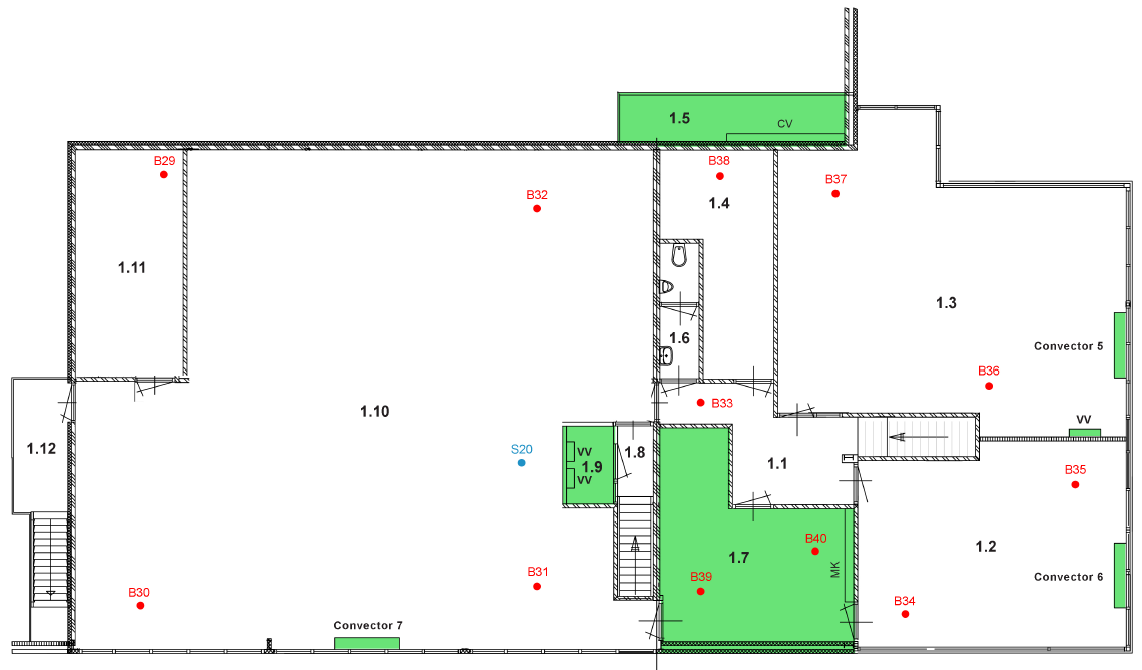 1.5
CV
B29
B38
B37
B32
1.4
1.11
1.3
1.6
Convector 5
B36
B33
1.10
VV
1.12
S20
1.8
VV
1.9
VV
1.1
B35
1.2
B40
1.7
MK
Convector 6
B31
B39
B30
B34
Convector 7